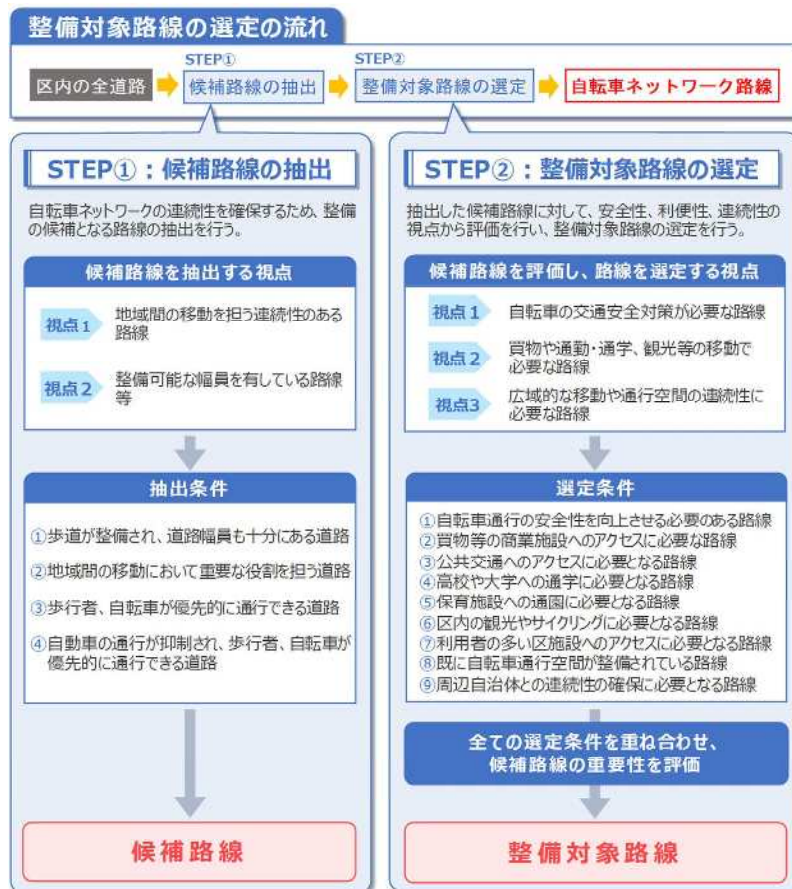 整備対象路線の選定の流れ
STEP①
STEP②
区内の全道路
候補路線の抽出
整備対象路線の選定
自転車ネットワーク路線
STEP①:候補路線の抽出
自転車ネットワークの連続性を確保するため、整備
の候補となる路線の抽出を行う。
候補路線を抽出する視点
視点1
地域間の移動を担う連続性のある
路線
視点2
整備可能な幅員を有している路線
等
抽出条件
①歩道が整備され、道路幅員も十分にある道路
②地域間の移動において重要な役割を担う道路
③歩行者、自転車が優先的に通行できる道路
④自動車の通行が抑制され、歩行者、自転車が
優先的に通行できる道路
候補路線
STEP②:整備対象路線の選定
抽出した候補路線に対して、安全性、利便性、連続性の
視点から評価を行い、整備対象路線の選定を行う。
候補路線を評価し、路線を選定する視点
視点1
自転車の交通安全対策が必要な路線
視点2
買物や通勤・通学、観光等の移動で
必要な路線
視点3
広域的な移動や通行空間の連続性に
必要な路線
選定条件
①自転車通行の安全性を向上させる必要のある路線
②買物等の商業施設へのアクセスに必要な路線
③公共交通へのアクセスに必要となる路線
④高校や大学への通学に必要となる路線
⑤保育施設への通園に必要となる路線
⑥区内の観光やサイクリングに必要となる路線
⑦利用者の多い区施設へのアクセスに必要となる路線
⑧既に自転車通行空間が整備されている路線
⑨周辺自治体との連続性の確保に必要となる路線
全ての選定条件を重ね合わせ、
候補路線の重要性を評価
整備対象路線